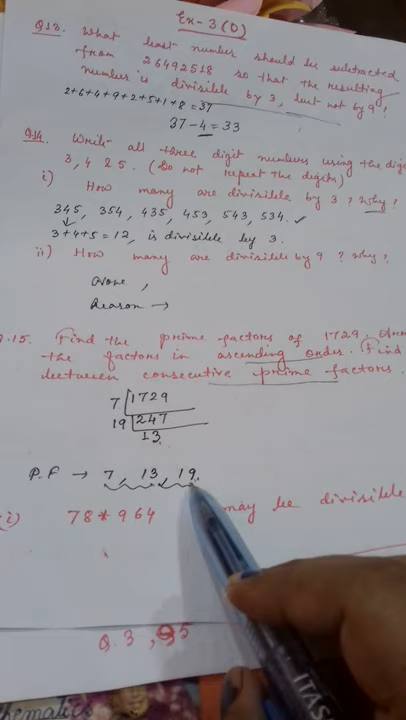 Ex-3(D)
Q13. What least number should be subtracted
from 26492518 so that the resulting
number is divisible by 3, but not by 9?
2+6+4+9+2+5+1+8=37
37-4=33
Q14. Write all three digit numbers using the
3, 4 & 5. (Do not repeat the digits)
i) How many are divisible by 3? Why?
345, 354, 435, 453, 543, 534. ✓
3+4+5=12, is divisible by 3.
ii) How many are divisible by 9? Why?
None,
Reason →
.15. Find the prime factors of 1729.
the factors in ascending order. Find
between consecutive prime factors.
7 1729
19 247
13
P.F → 7, 13, 19.
i) 78*964 may be divisible
Q.3, 5
thematics
ITAS